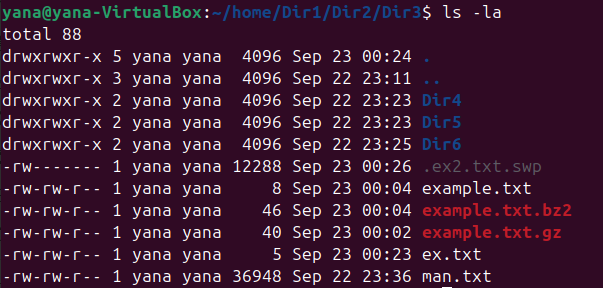 yana@yana-VirtualBox:~/home/Dir1/Dir2/Dir3$ ls -la
total 88
drwxrwxr-x 5 yana yana  4096 Sep 23 00:24 .
drwxrwxr-x 3 yana yana  4096 Sep 22 23:11 ..
drwxrwxr-x 2 yana yana  4096 Sep 22 23:23 Dir4
drwxrwxr-x 2 yana yana  4096 Sep 22 23:23 Dir5
drwxrwxr-x 2 yana yana  4096 Sep 22 23:25 Dir6
-rw------- 1 yana yana 12288 Sep 23 00:26 .ex2.txt.swp
-rw-rw-r-- 1 yana yana     8 Sep 23 00:04 example.txt
-rw-rw-r-- 1 yana yana    46 Sep 23 00:04 example.txt.bz2
-rw-rw-r-- 1 yana yana    40 Sep 23 00:02 example.txt.gz
-rw-rw-r-- 1 yana yana     5 Sep 23 00:23 ex.txt
-rw-rw-r-- 1 yana yana 36948 Sep 22 23:36 man.txt